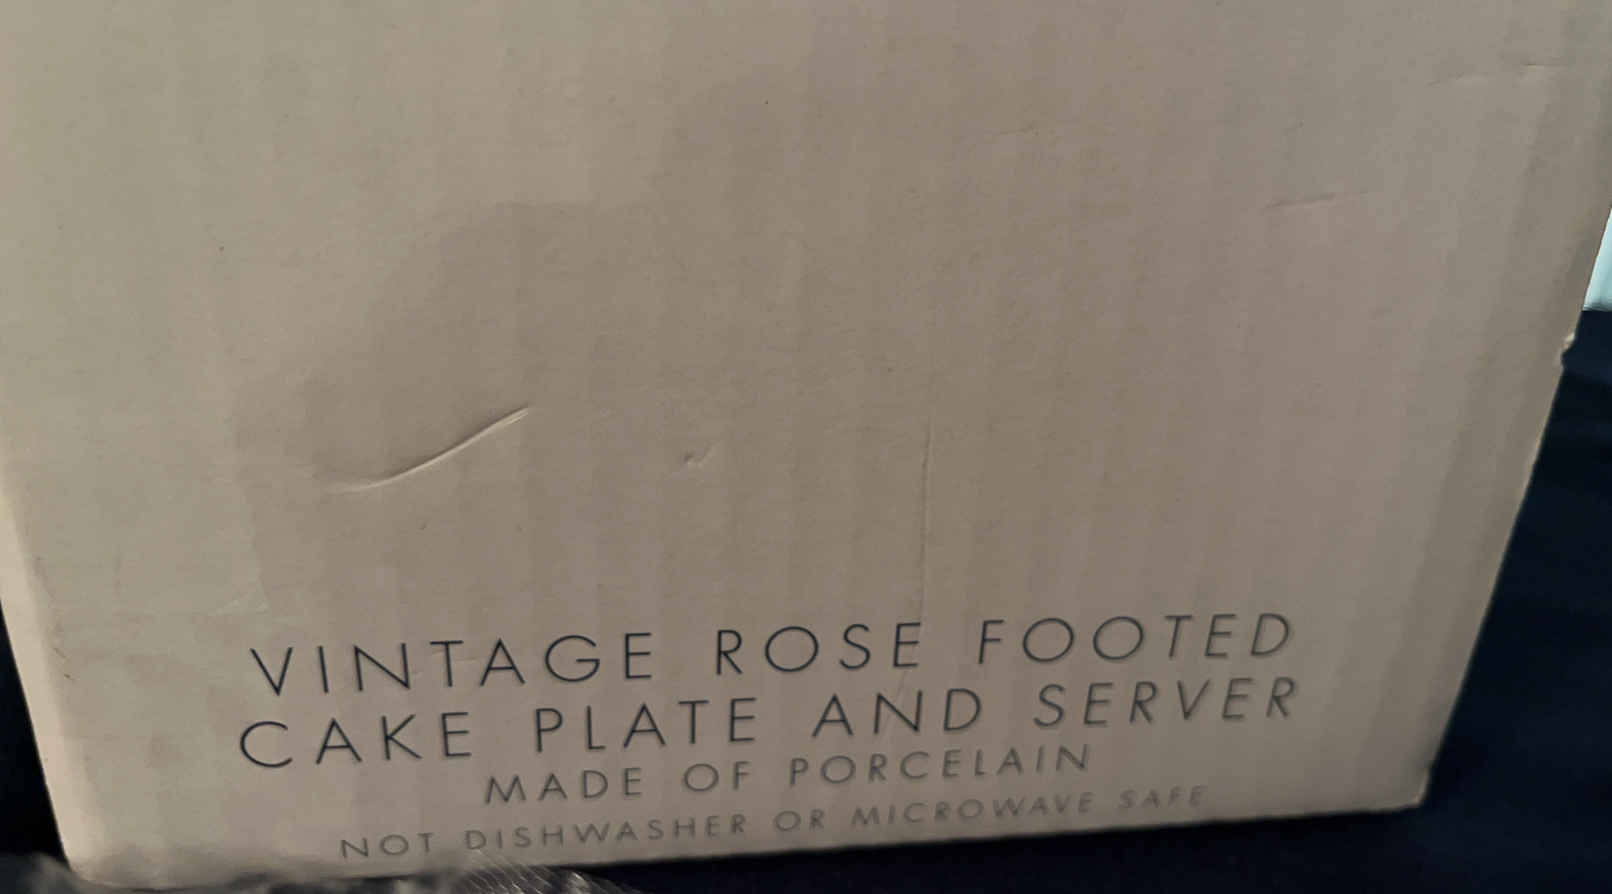 VINTAGE ROSE FOOTED
CAKE PLATE AND SERVER
MADE OF PORCELAIN
NOT DISHWASHER OR MICROWAVE SAFE